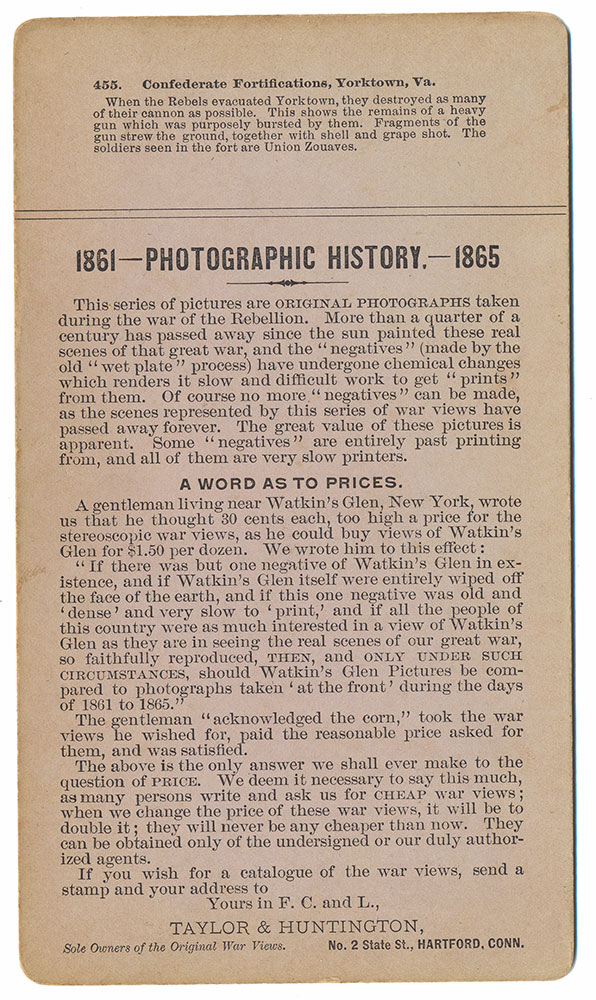 455. Confederate Fortifications, Yorktown, Va.
When the Rebels evacuated Yorktown, they destroyed as many
of their cannon as possible. This shows the remains of a heavy
gun which was purposely bursted by them. Fragments of the
gun strew the ground, together with shell and grape shot. The
soldiers seen in the fort are Union Zouaves.
1861—PHOTOGRAPHIC HISTORY.—1865
This series of pictures are ORIGINAL PHOTOGRAPHS taken
during the war of the Rebellion. More than a quarter of a
century has passed away since the sun painted these real
scenes of that great war, and the "negatives" (made by the
old "wet plate" process) have undergone chemical changes
which renders it slow and difficult work to get "prints"
from them. Of course no more "negatives" can be made,
as the scenes represented by this series of war views have
passed away forever. The great value of these pictures is
apparent. Some "negatives" are entirely past printing
from, and all of them are very slow printers.
A WORD AS TO PRICES.
A gentleman living near Watkin's Glen, New York, wrote
us that he thought 30 cents each, too high a price for the
stereoscopic war views, as he could buy views of Watkin's
Glen for $1.50 per dozen. We wrote him to this effect:
"If there was but one negative of Watkin's Glen in ex-
istence, and if Watkin's Glen itself were entirely wiped off
the face of the earth, and if this one negative was old and
'dense' and very slow to 'print,' and if all the people of
this country were as much interested in a view of Watkin's
Glen as they are in seeing the real scenes of our great war,
so faithfully reproduced, THEN, and ONLY UNDER SUCH
CIRCUMSTANCES, should Watkin's Glen Pictures be com-
pared to photographs taken 'at the front' during the days
of 1861 to 1865."
The gentleman "acknowledged the corn," took the war
views he wished for, paid the reasonable price asked for
them, and was satisfied.
The above is the only answer we shall ever make to the
question of PRICE. We deem it necessary to say this much,
as many persons write and ask us for CHEAP war views;
when we change the price of these war views, it will be to
double it; they will never be any cheaper than now. They
can be obtained only of the undersigned or our duly author-
ized agents.
If you wish for a catalogue of the war views, send a
stamp and your address to
Yours in F. C. and L.,
TAYLOR & HUNTINGTON,
Sole Owners of the Original War Views. No. 2 State St., HARTFORD, CONN.